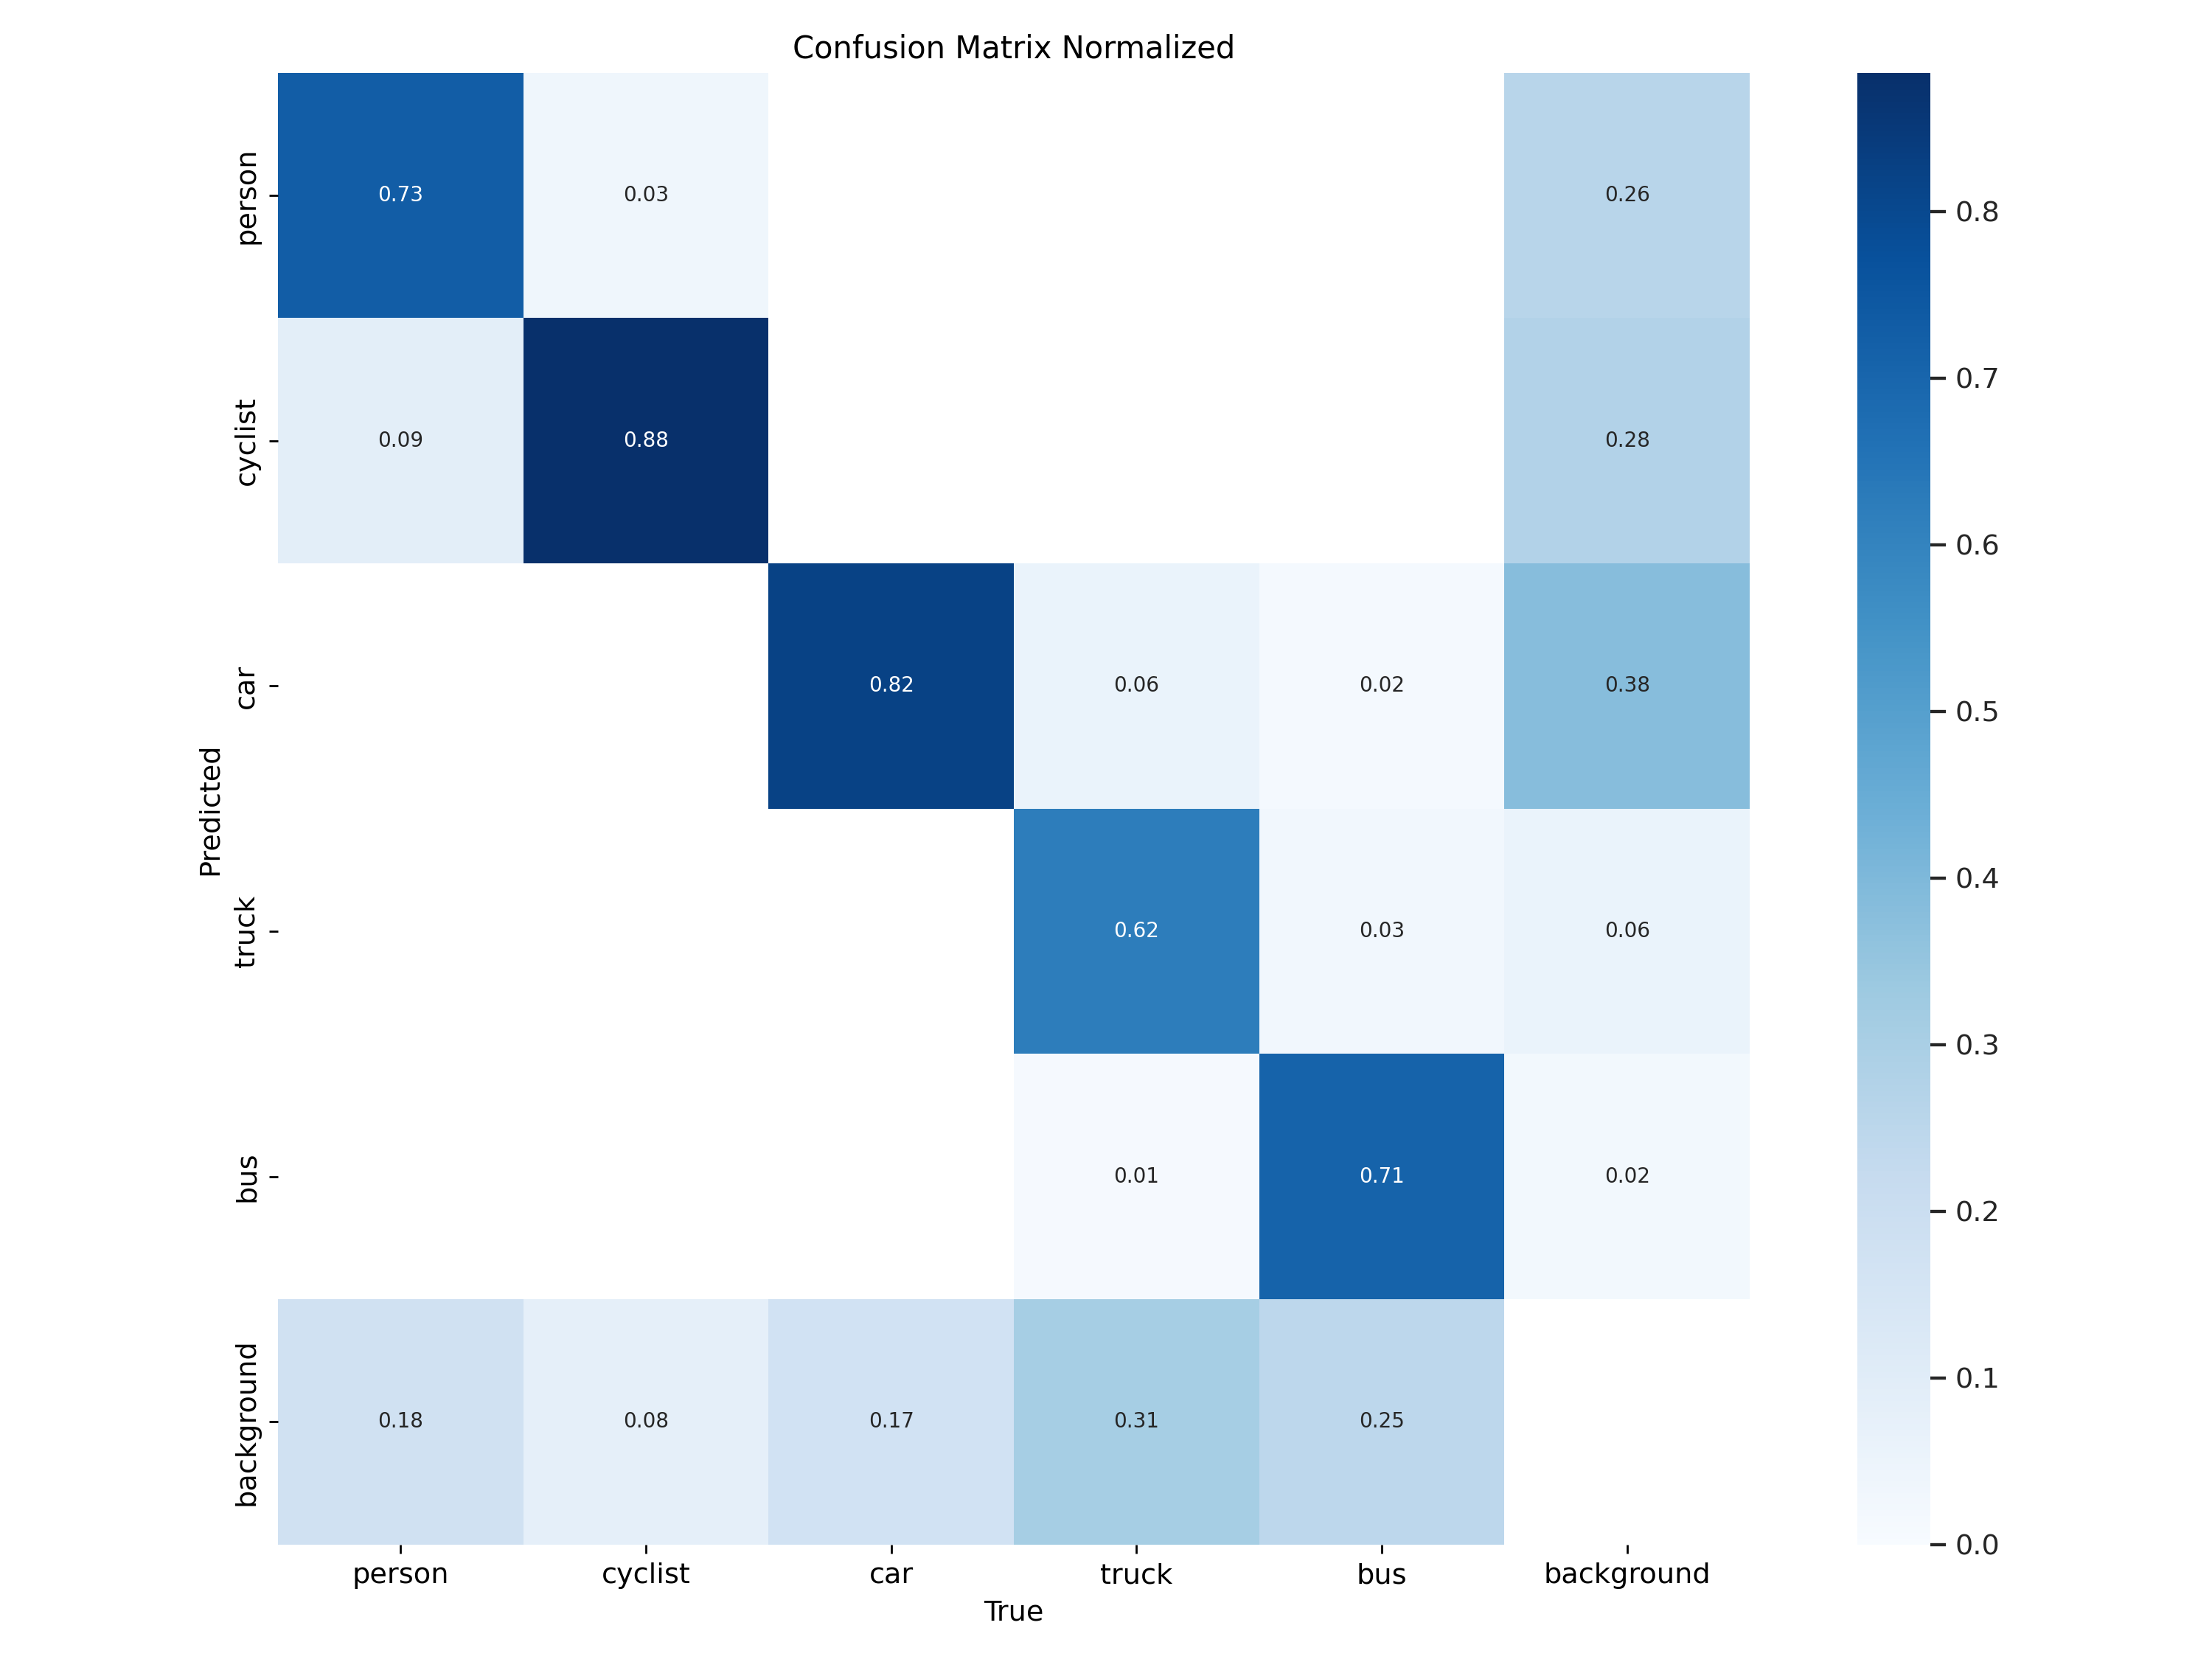 Confusion Matrix Normalized
person
0.73
0.03
0.26
cyclist
0.09
0.88
0.28
car
0.82
0.06
0.02
0.38
truck
0.62
0.03
0.06
bus
0.01
0.71
0.02
background
0.18
0.08
0.17
0.31
0.25
Predicted
person
cyclist
car
truck
bus
background
True
0.8
0.7
0.6
0.5
0.4
0.3
0.2
0.1
0.0